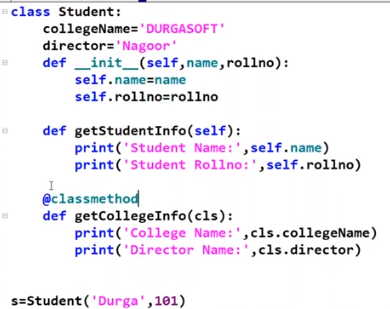 class Student:
    collegeName='DURGASOFT'
    director='Nagoor'
    def __init__(self,name,rollno):
        self.name=name
        self.rollno=rollno

    def getStudentInfo(self):
        print('Student Name:',self.name)
        print('Student Rollno:',self.rollno)

    @classmethod
    def getCollegeInfo(cls):
        print('College Name:',cls.collegeName)
        print('Director Name:',cls.director)


s=Student('Durga',101)